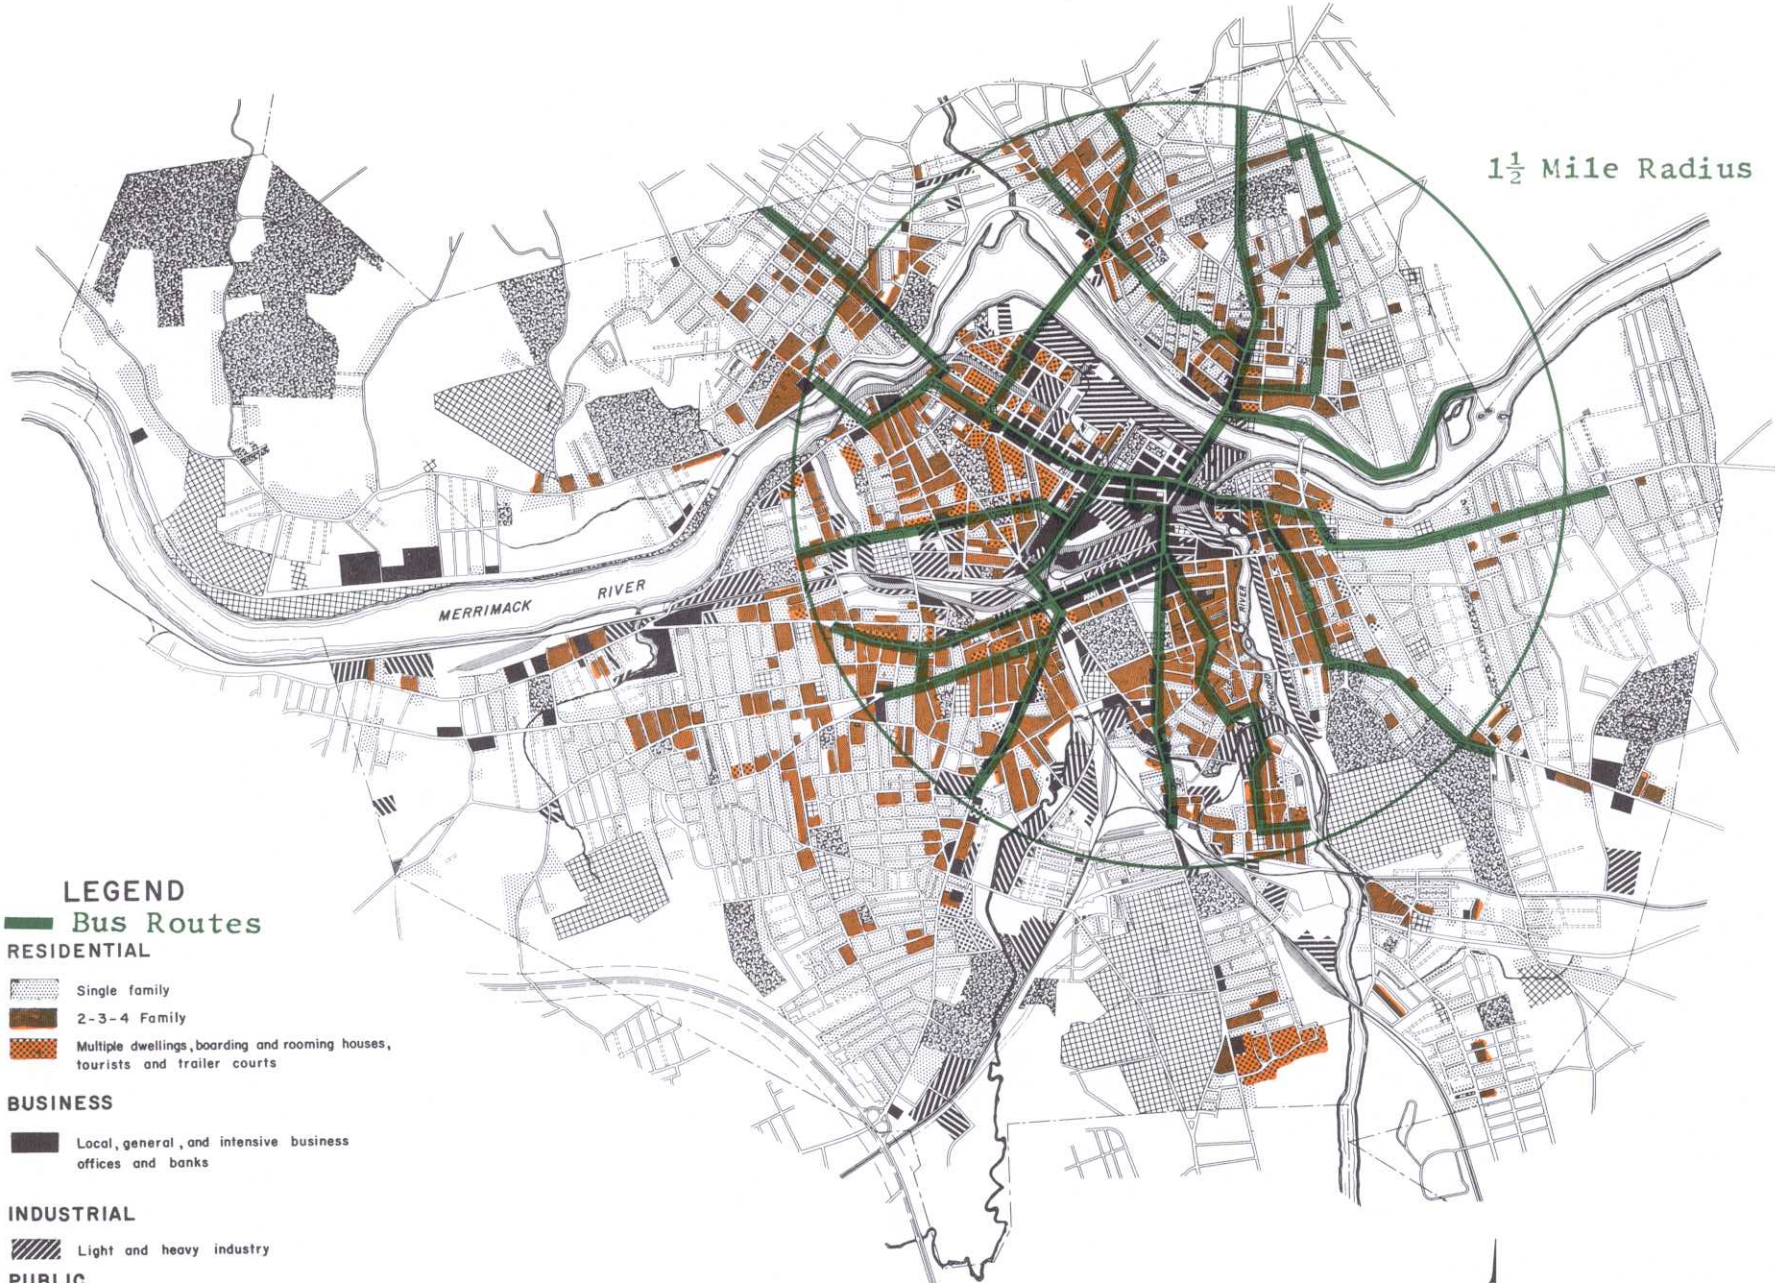 1½ Mile Radius
MERRIMACK RIVER
RIVER
LEGEND
Bus Routes
RESIDENTIAL
Single family
2-3-4 Family
Multiple dwellings, boarding and rooming houses,
tourists and trailer courts
BUSINESS
Local, general, and intensive business
offices and banks
INDUSTRIAL
Light and heavy industry
PUBLIC